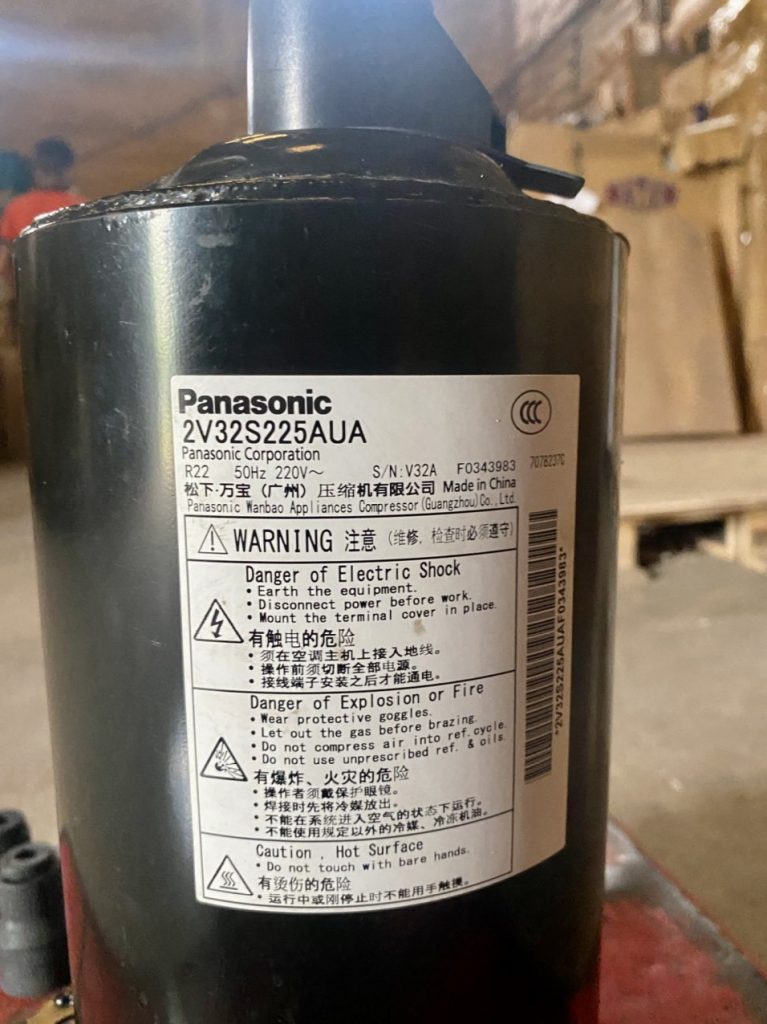 Panasonic
2V32S225AUA
Panasonic Corporation
R22 50Hz 220V～ S/N:V32A F0343983
松下·万宝（广州）压缩机有限公司 Made in China
Panasonic Wanbao Appliances Compressor(Guangzhou)Co.,Ltd.
CCC
7078237C
WARNING 注意（维修，检查时必须遵守）
Danger of Electric Shock
• Earth the equipment.
• Disconnect power before work.
• Mount the terminal cover in place.
有触电的危险
• 须在空调主机上接入地线。
• 操作前须切断全部电源。
• 接线端子安装之后才能通电。
Danger of Explosion or Fire
• Wear protective goggles.
• Let out the gas before brazing.
• Do not compress air into ref.cycle.
• Do not use unprescribed ref. & oils.
有爆炸、火灾的危险
• 操作者须戴保护眼镜。
• 焊接时先将冷媒放出。
• 不能在系统进入空气的状态下运行。
• 不能使用规定以外的冷媒、冷冻机油。
Caution , Hot Surface
• Do not touch with bare hands.
有烫伤的危险
• 运行中或刚停止时不能用手触摸。
*2V32S225AUAF0343983*